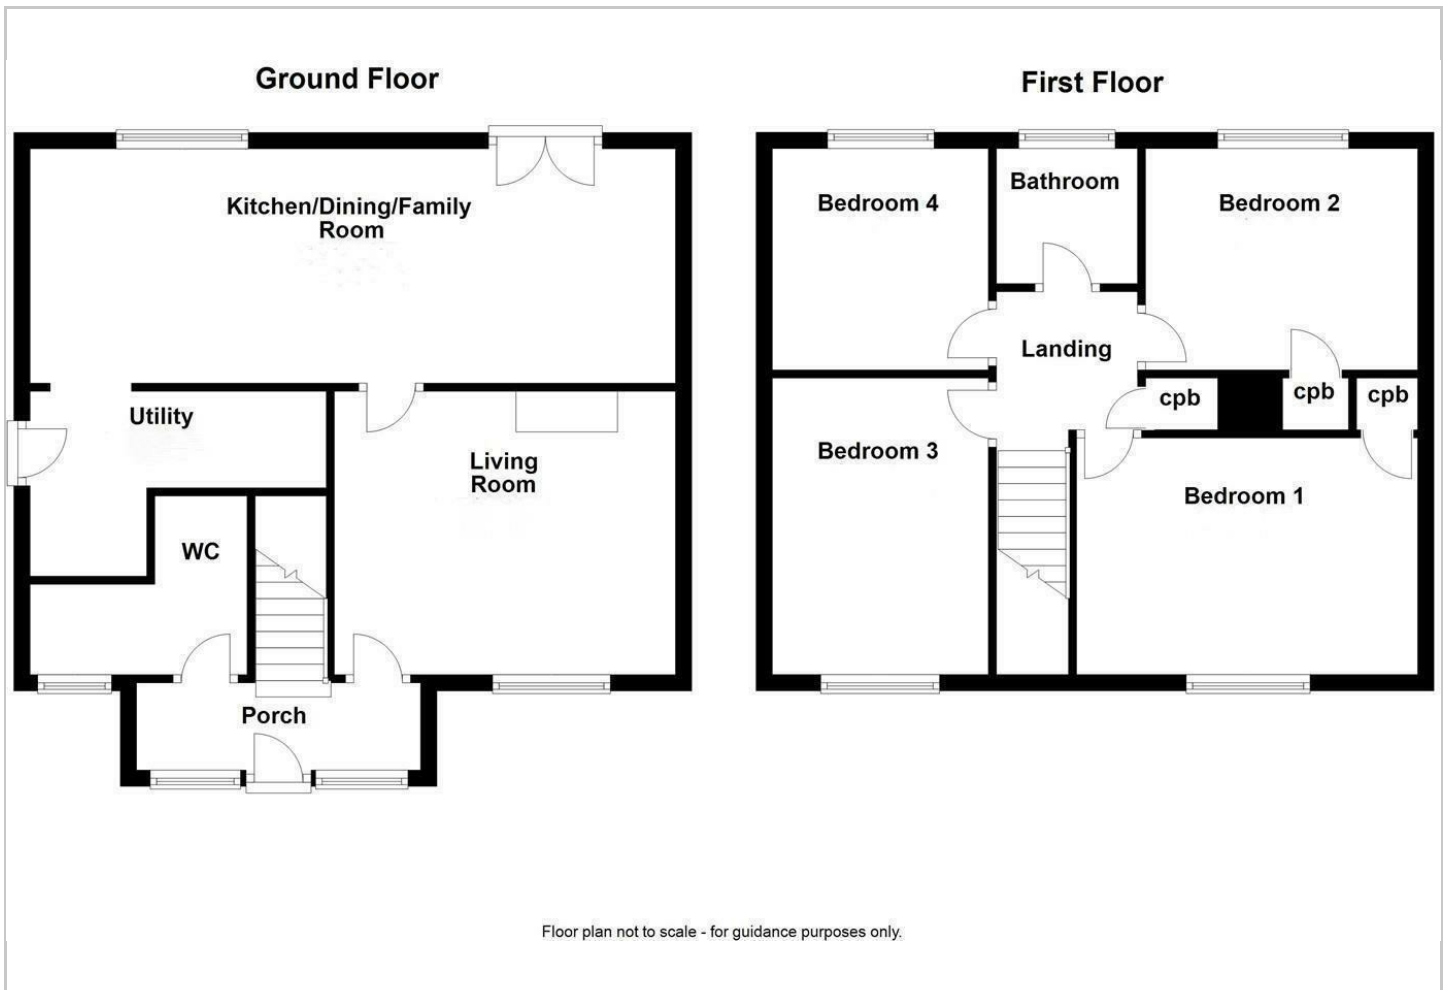 Ground Floor
Kitchen/Dining/Family
Room
Utility
Living
Room
WC
Porch
First Floor
Bedroom 4
Bathroom
Bedroom 2
Landing
cpb
cpb
cpb
Bedroom 3
Bedroom 1
Floor plan not to scale - for guidance purposes only.